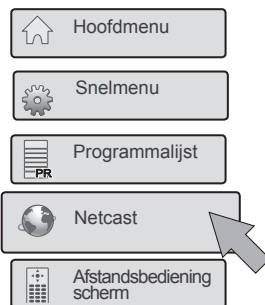 Hoofdmenu
Snelmenu
PR
Programmalijst
Netcast
Afstandsbediening
scherm